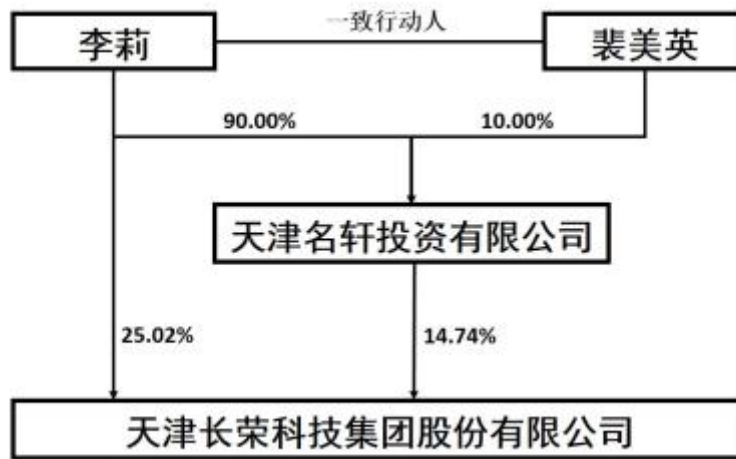 一致行动人
李莉
裴美英
90.00%
10.00%
天津名轩投资有限公司
25.02%
14.74%
天津长荣科技集团股份有限公司